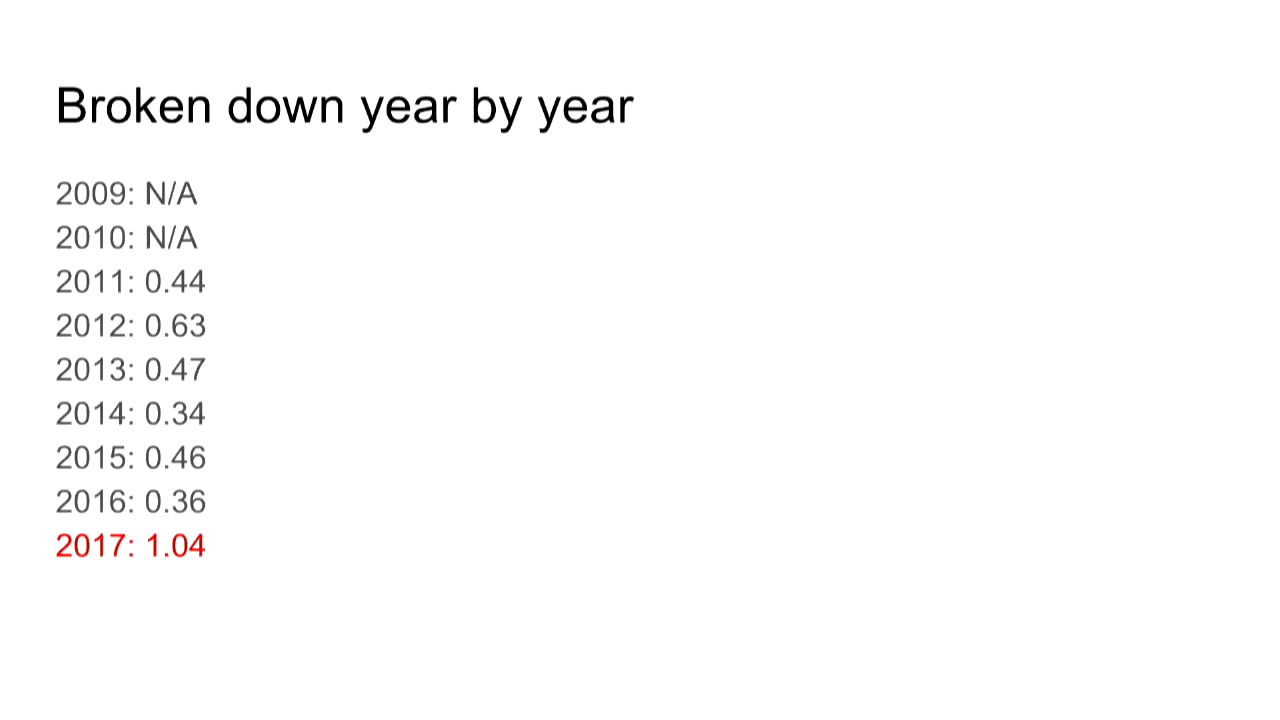 Broken down year by year
2009: N/A
2010: N/A
2011: 0.44
2012: 0.63
2013: 0.47
2014: 0.34
2015: 0.46
2016: 0.36
2017: 1.04